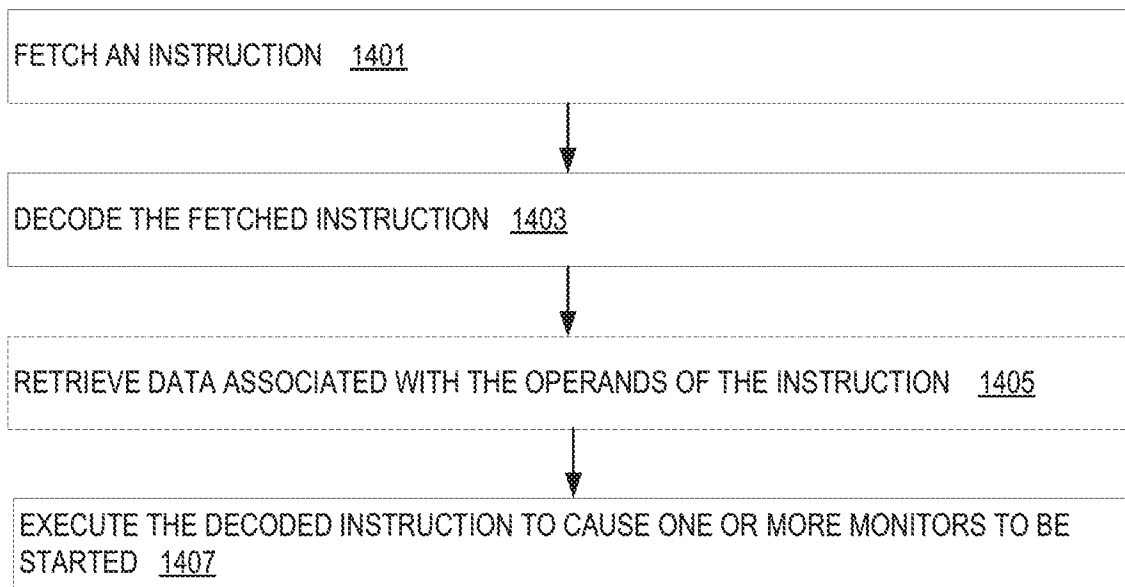 FETCH AN INSTRUCTION 1401
DECODE THE FETCHED INSTRUCTION 1403
RETRIEVE DATA ASSOCIATED WITH THE OPERANDS OF THE INSTRUCTION 1405
EXECUTE THE DECODED INSTRUCTION TO CAUSE ONE OR MORE MONITORS TO BE
STARTED 1407